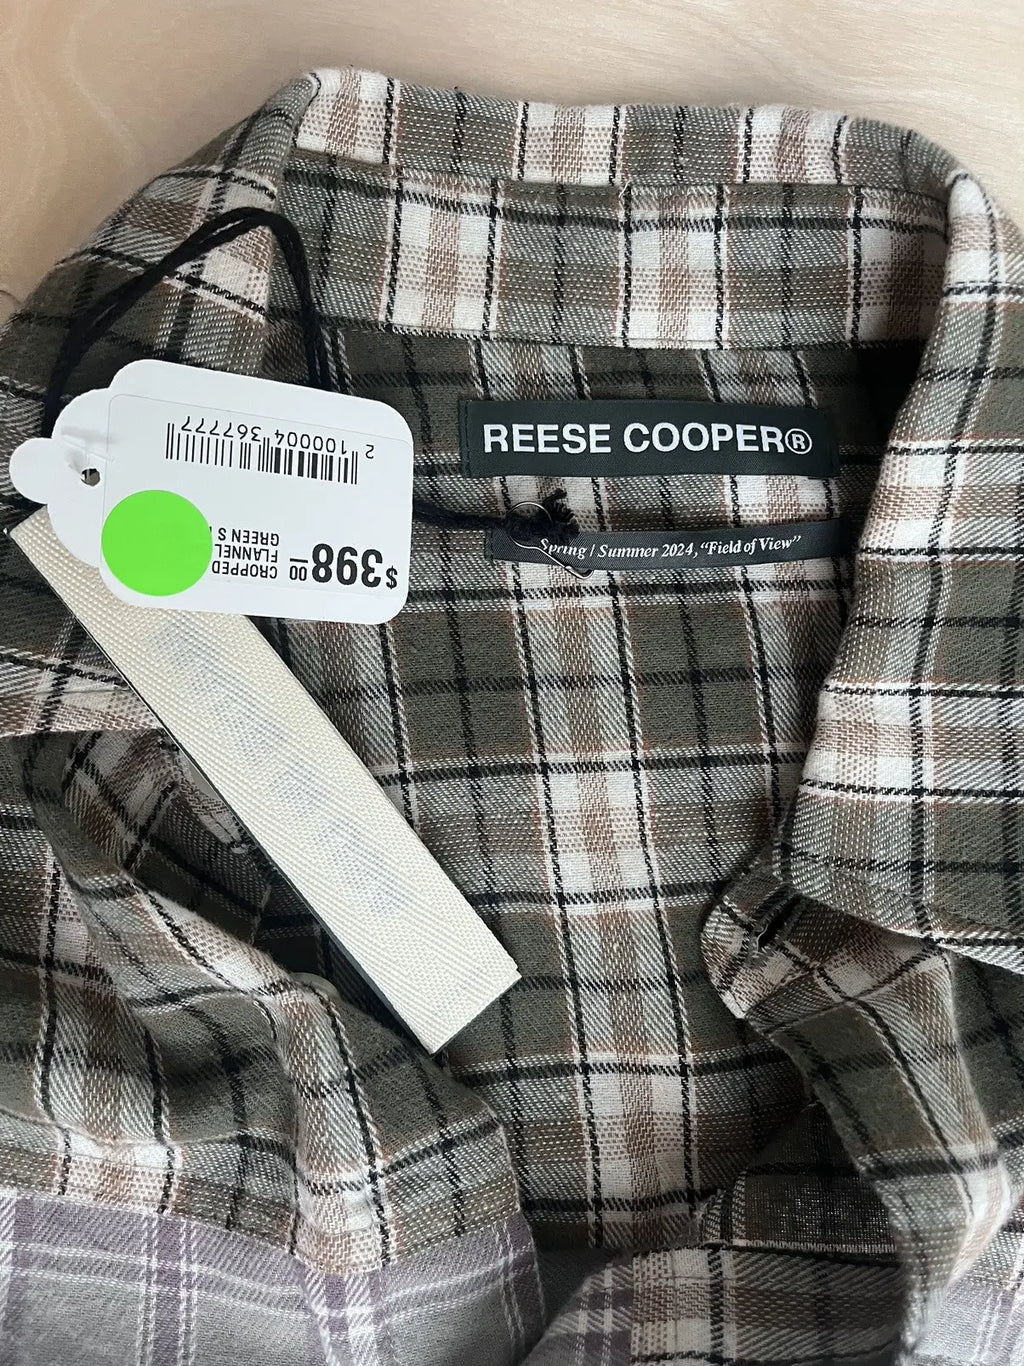 REESE COOPER®
Spring / Summer 2024, "Field of View"
$398.00
CROPPED
FLANNEL
GREEN S
2 100004 367777